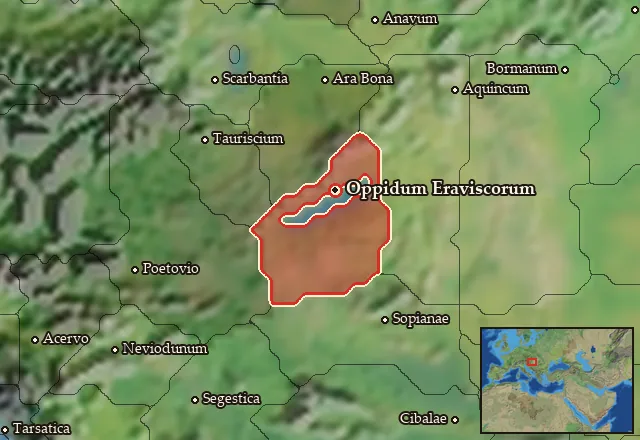 Anavum
Scarbantia
Ara Bona
Bormanum
Aquincum
Tauriscium
Oppidum Eraviscorum
Poetovio
Sopianae
Acervo
Neviodunum
Segestica
Cibalae
Tarsatica